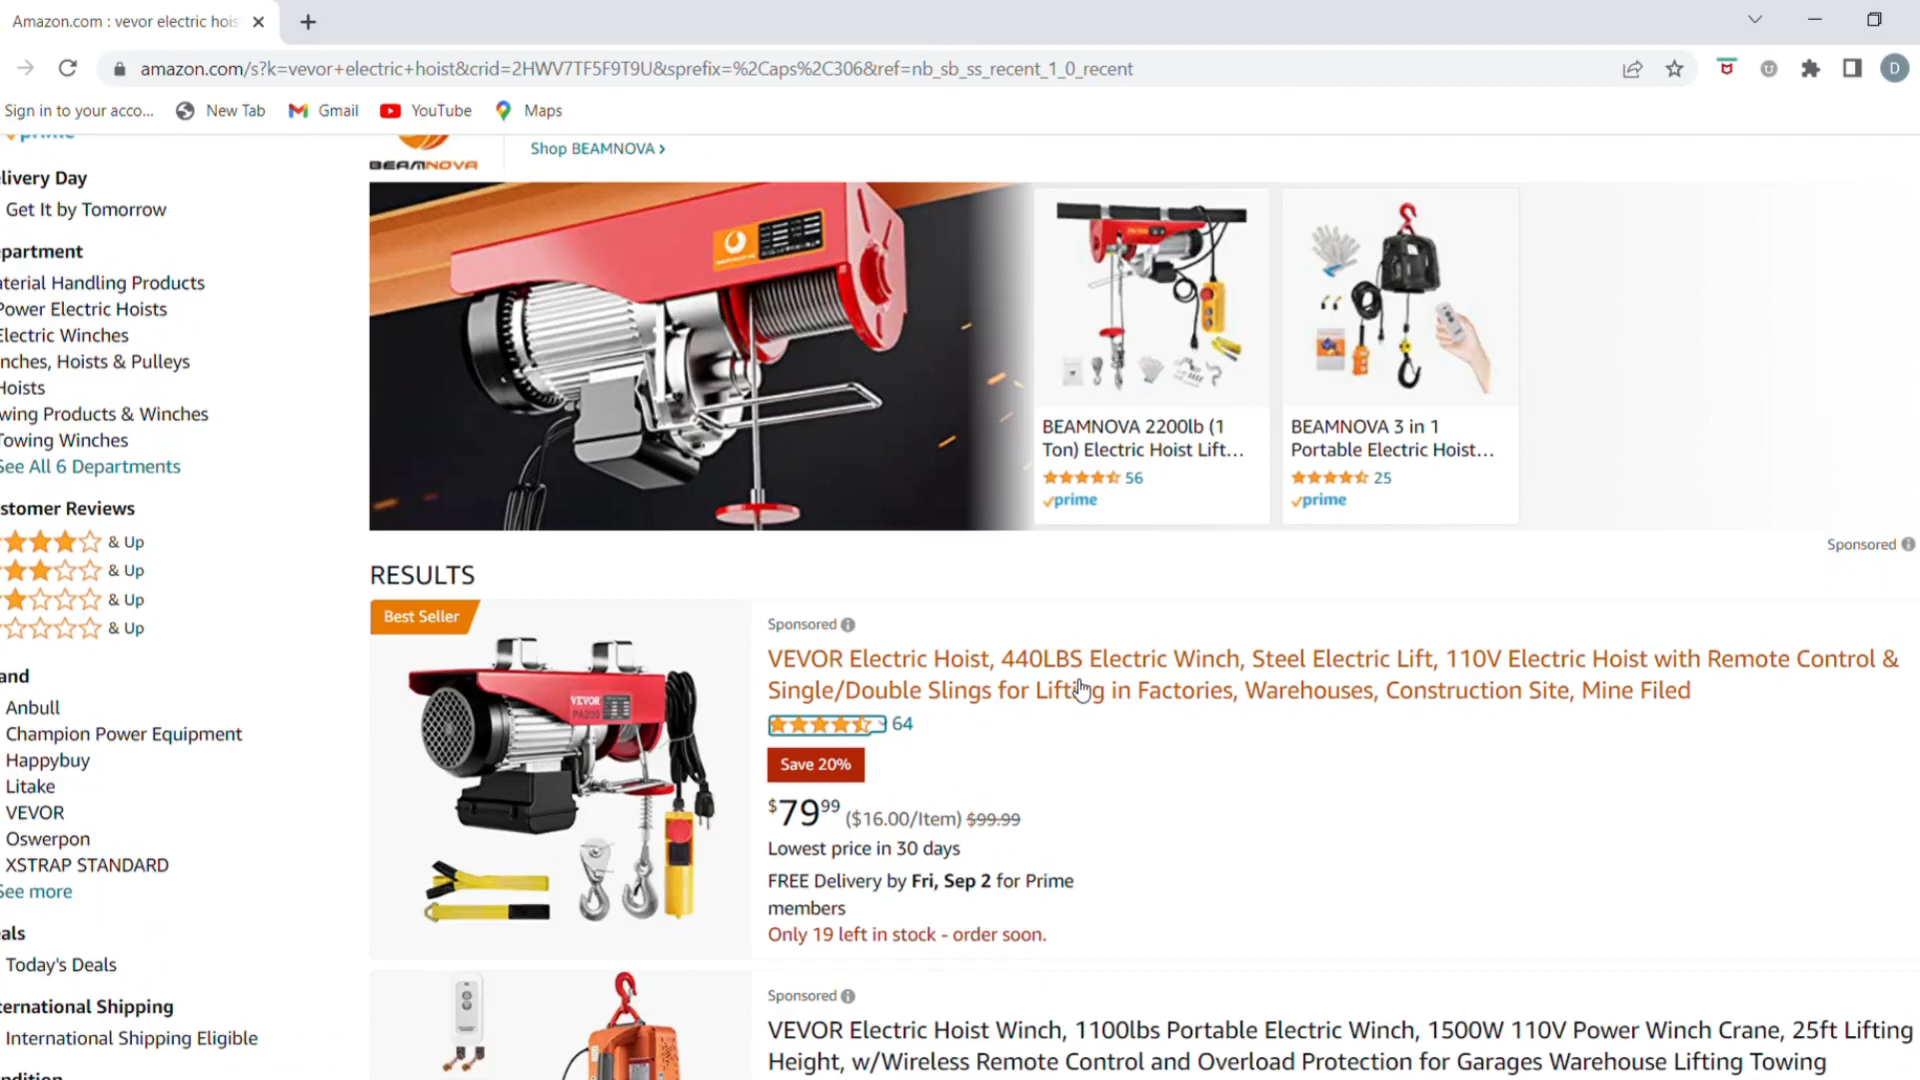 Amazon.com : vevor electric hois
amazon.com/s?k=vevor+electric+hoist&crid=2HWV7TF5F9T9U&sprefix=%2Caps%2C306&ref=nb_sb_ss_recent_1_0_recent
D
Sign in to your acco...
New Tab
Gmail
YouTube
Maps
prime
livery Day
Get It by Tomorrow
epartment
aterial Handling Products
Power Electric Hoists
Electric Winches
nches, Hoists & Pulleys
Hoists
wing Products & Winches
Towing Winches
See All 6 Departments
stomer Reviews
& Up
& Up
& Up
& Up
and
Anbull
Champion Power Equipment
Happybuy
Litake
VEVOR
Oswerpon
XSTRAP STANDARD
See more
als
Today's Deals
ternational Shipping
International Shipping Eligible
ndition
BEAMNOVA
Shop BEAMNOVA ›
BEAMNOVA 2200lb (1
Ton) Electric Hoist Lift...
56
prime
BEAMNOVA 3 in 1
Portable Electric Hoist...
25
prime
Sponsored
RESULTS
Best Seller
VEVOR
PA200
Sponsored
VEVOR Electric Hoist, 440LBS Electric Winch, Steel Electric Lift, 110V Electric Hoist with Remote Control &
Single/Double Slings for Lifting in Factories, Warehouses, Construction Site, Mine Filed
64
Save 20%
$79.99 ($16.00/Item) $99.99
Lowest price in 30 days
FREE Delivery by Fri, Sep 2 for Prime
members
Only 19 left in stock - order soon.
Sponsored
VEVOR Electric Hoist Winch, 1100lbs Portable Electric Winch, 1500W 110V Power Winch Crane, 25ft Lifting
Height, w/Wireless Remote Control and Overload Protection for Garages Warehouse Lifting Towing